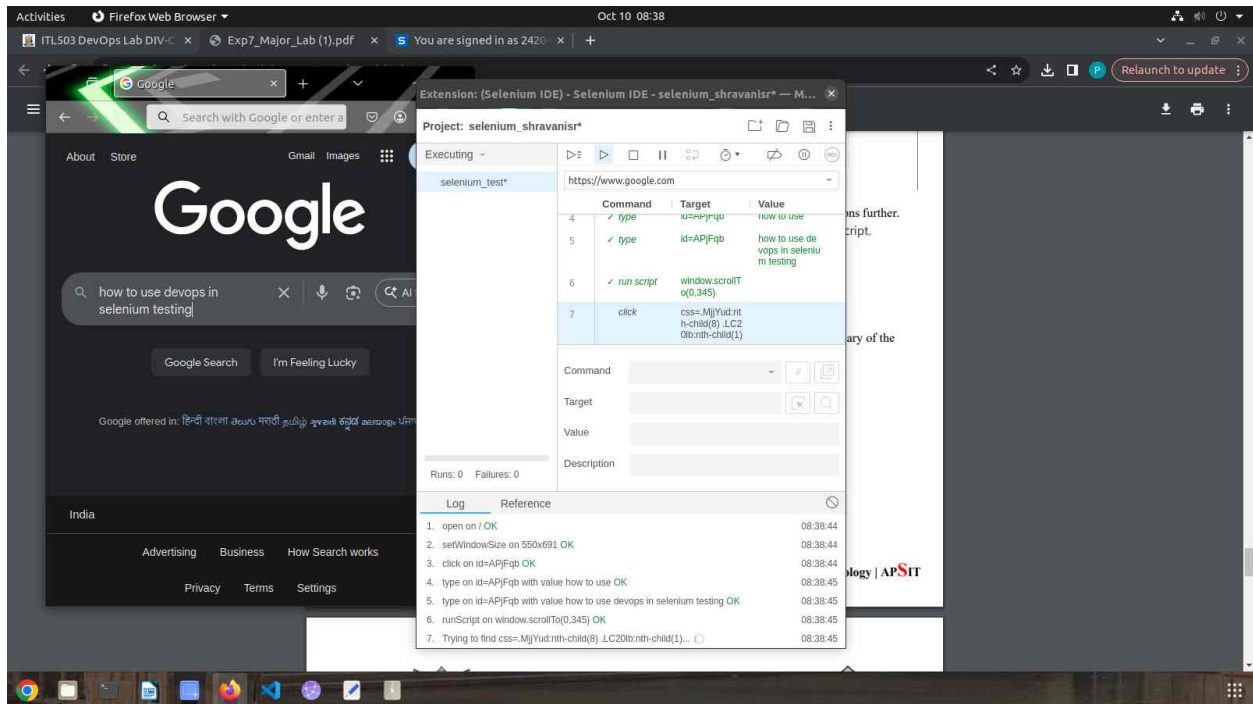 Activities Firefox Web Browser Oct 10 08:38
ITL503 DevOps Lab DIV-C × Exp7_Major_Lab (1).pdf × S You are signed in as 2420 × +
Relaunch to update
Google × +
Search with Google or enter a
About Store Gmail Images
Google
how to use devops in
selenium testing
AI
Google Search I'm Feeling Lucky
Google offered in: हिन्दी বাংলা తెలుగు मराठी தமிழ் ગુજરાતી ಕನ್ನಡ മലയാളം
India
Advertising Business How Search works
Privacy Terms Settings
Extension: (Selenium IDE) - Selenium IDE - selenium_shravanisr* — M... ×
Project: selenium_shravanisr*
Executing
selenium_test*
https://www.google.com
Command Target Value
4 ✓ type id=APjFqb how to use
5 ✓ type id=APjFqb how to use de
vops in seleniu
m testing
6 ✓ run script window.scrollT
o(0,345)
7 click css=.MjjYud:nt
h-child(8) .LC2
0lb:nth-child(1)
Command
Target
Value
Description
Runs: 0 Failures: 0
Log Reference
1. open on / OK 08:38:44
2. setWindowSize on 550x691 OK 08:38:44
3. click on id=APjFqb OK 08:38:44
4. type on id=APjFqb with value how to use OK 08:38:45
5. type on id=APjFqb with value how to use devops in selenium testing OK 08:38:45
6. runScript on window.scrollTo(0,345) OK 08:38:45
7. Trying to find css=.MjjYud:nth-child(8) .LC20lb:nth-child(1)... 08:38:45
ns further.
cript.
ary of the
ology | APSIT